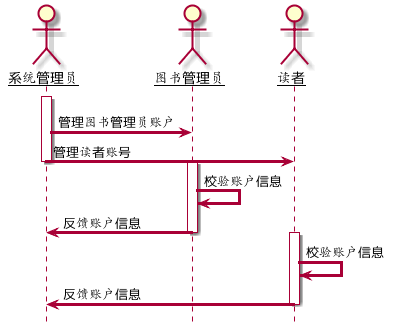 系统管理员 图书管理员 读者
管理图书管理员账户
管理读者账号
校验账户信息
反馈账户信息
校验账户信息
反馈账户信息